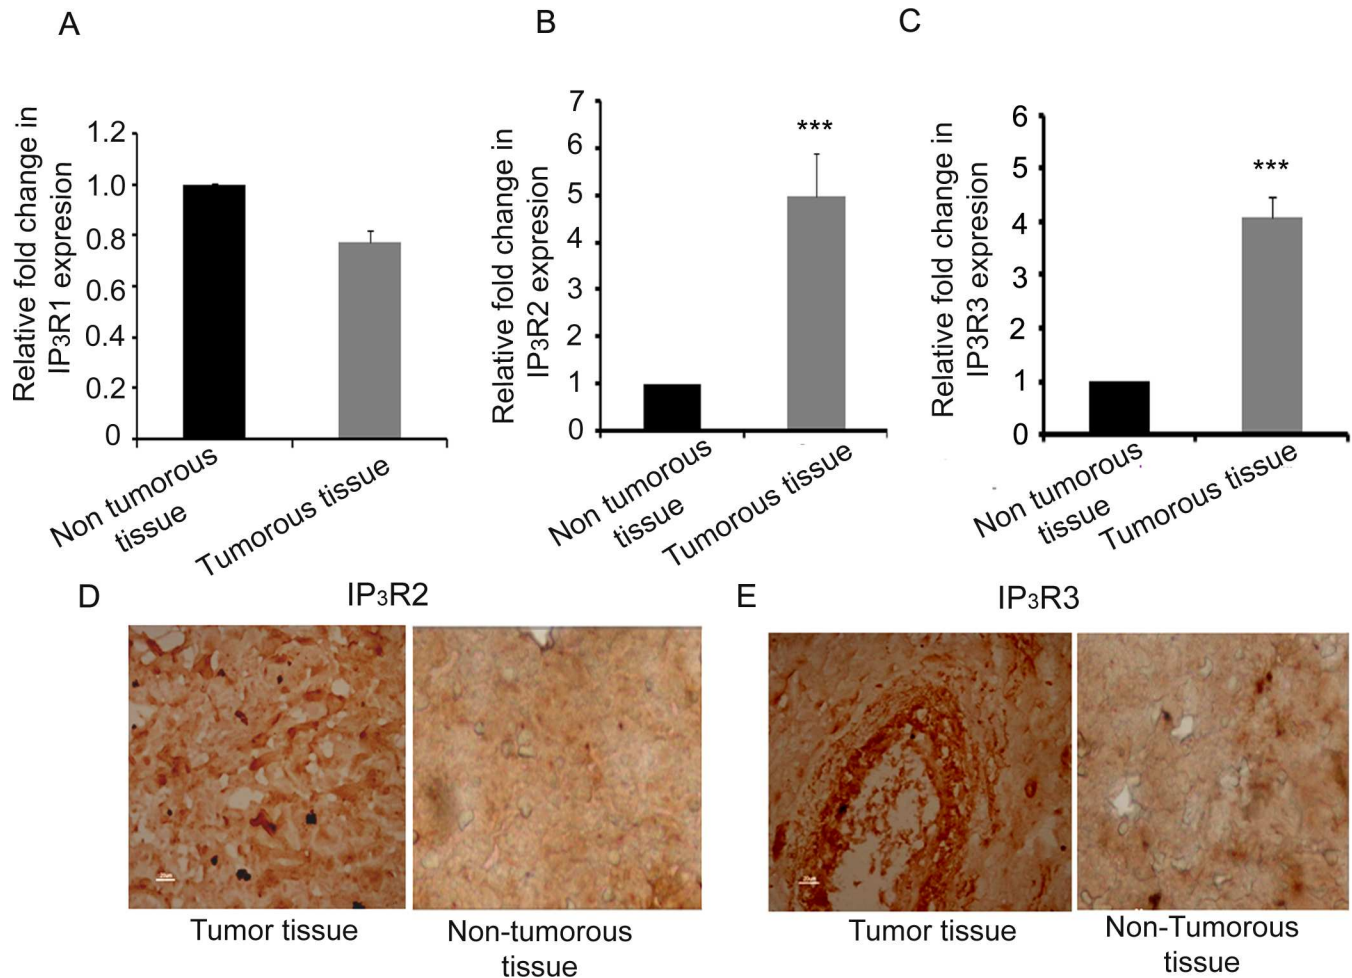 A
Relative fold change in
IP3R1 expresion
1.2
1.0
0.8
0.6
0.4
0.2
0
Non tumorous
tissue
Tumorous tissue
B
Relative fold change in
IP3R2 expresion
7
6
5
4
3
2
1
0
***
Non tumorous
tissue
Tumorous tissue
C
Relative fold change in
IP3R3 expresion
6
5
4
3
2
1
0
***
Non tumorous
tissue
Tumorous tissue
D
IP3R2
Tumor tissue
Non-tumorous
tissue
E
IP3R3
Tumor tissue
Non-Tumorous
tissue